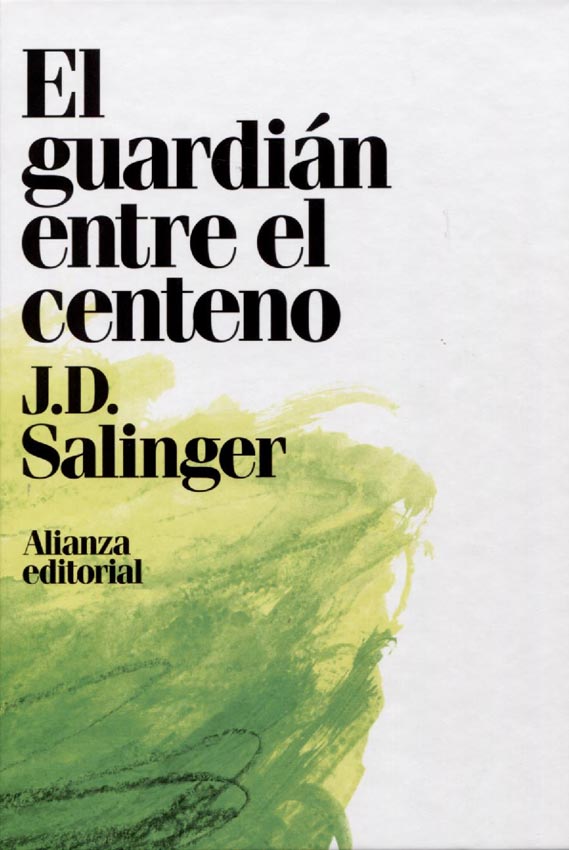 El
guardián
entre el
centeno
J.D.
Salinger
Alianza
editorial